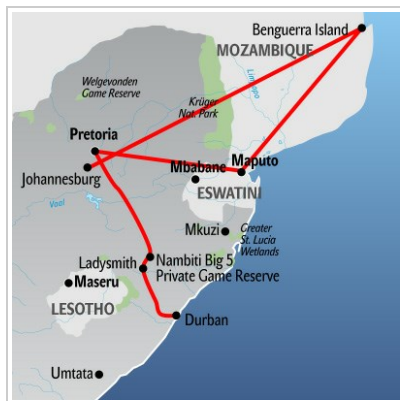 Benguerra Island
MOZAMBIQUE
Limpopo
Welgevonden
Game Reserve
Krüger
Nat. Park
Pretoria
Johannesburg
Mbabane
Maputo
ESWATINI
Vaal
Mkuzi
Greater
St. Lucia
Wetlands
Ladysmith
Nambiti Big 5
Private Game Reserve
Maseru
LESOTHO
Durban
Umtata